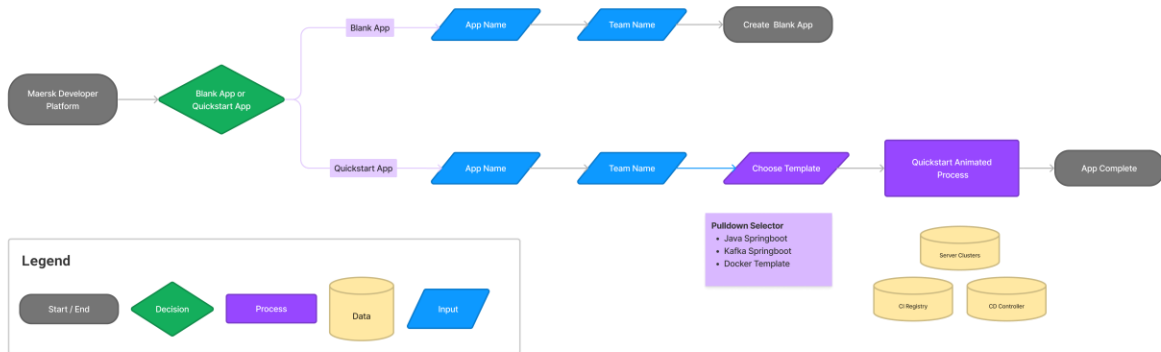 Blank App
App Name
Team Name
Create Blank App
Maersk Developer
Platform
Blank App or
Quickstart App
Quickstart App
App Name
Team Name
Choose Template
Quickstart Animated
Process
App Complete
Pulldown Selector
• Java Springboot
• Kafka Springboot
• Docker Template
Server Clusters
CI Registry
CD Controller
Legend
Start / End
Decision
Process
Data
Input